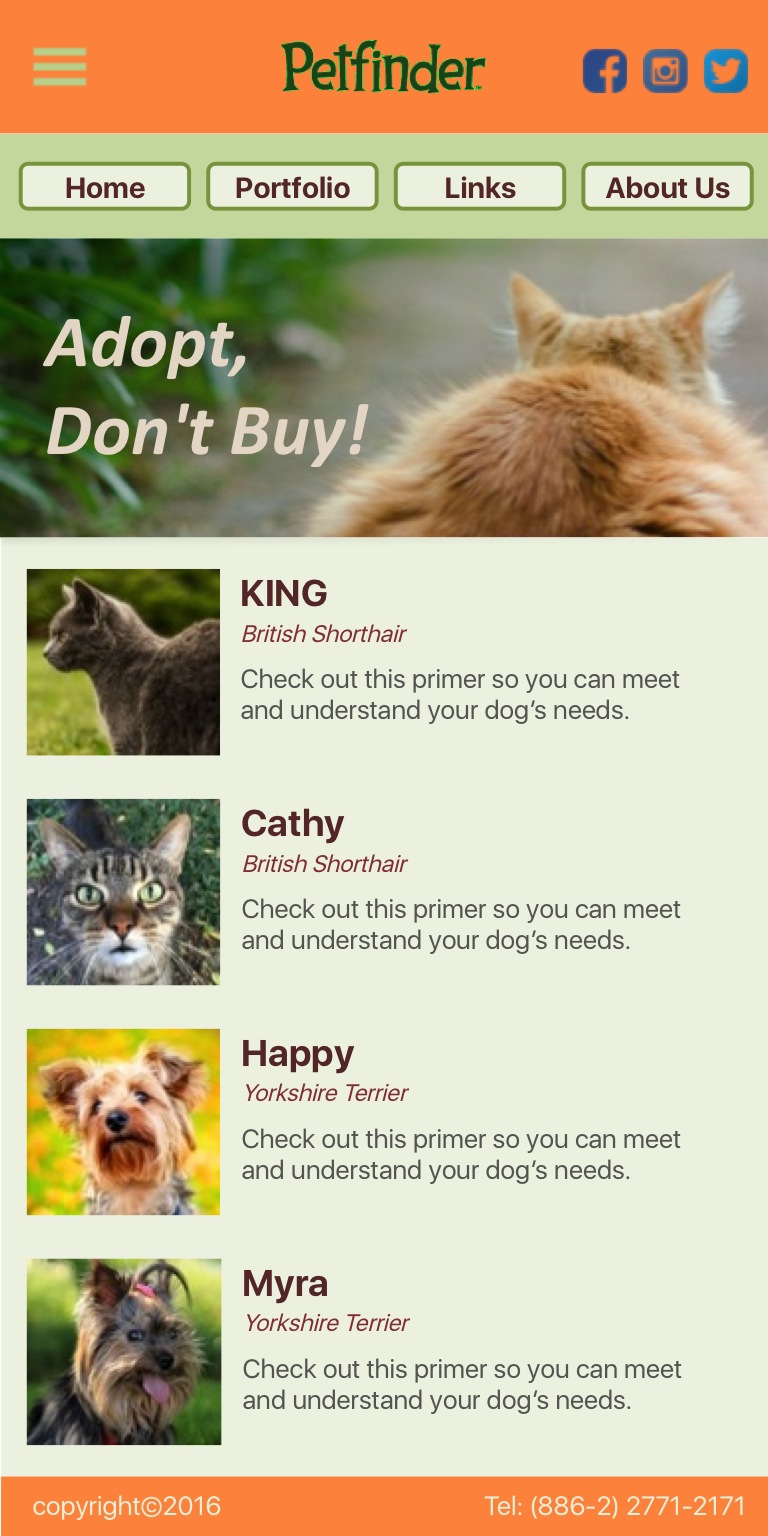 Petfinder
Home Portfolio Links About Us
Adopt,
Don't Buy!
KING
British Shorthair
Check out this primer so you can meet
and understand your dog’s needs.
Cathy
British Shorthair
Check out this primer so you can meet
and understand your dog’s needs.
Happy
Yorkshire Terrier
Check out this primer so you can meet
and understand your dog’s needs.
Myra
Yorkshire Terrier
Check out this primer so you can meet
and understand your dog’s needs.
copyright©2016 Tel: (886-2) 2771-2171